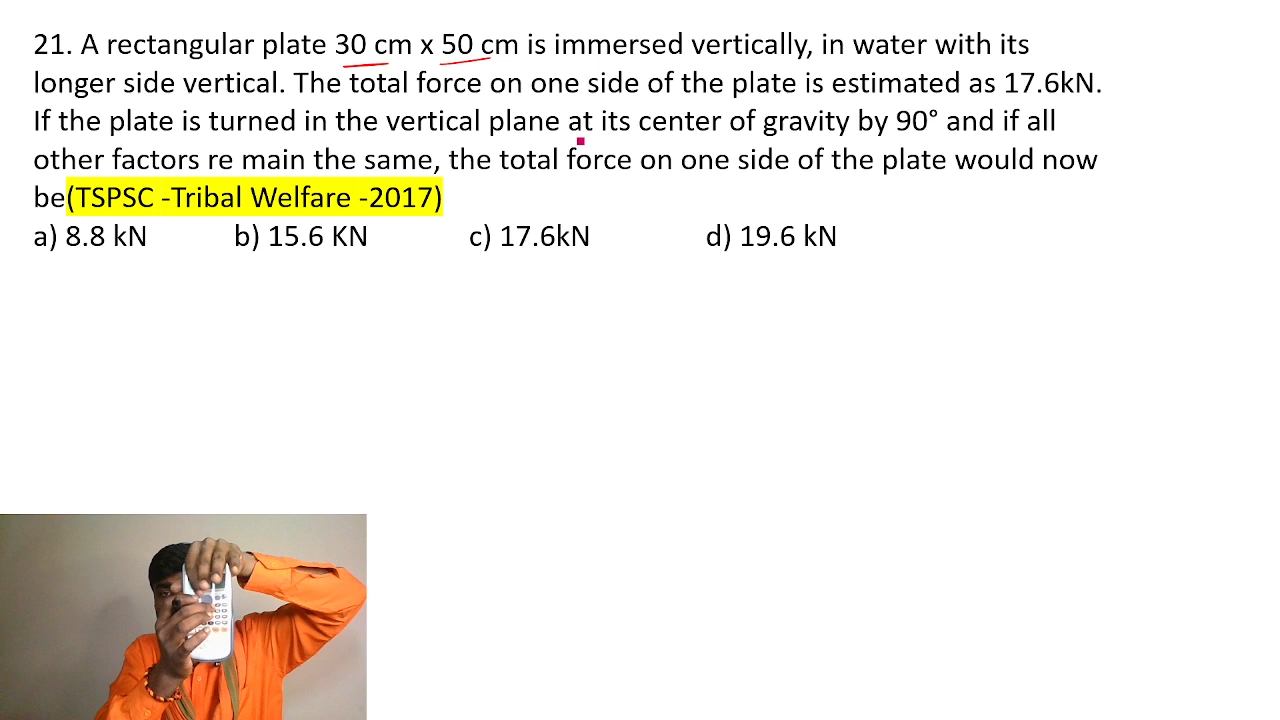 21. A rectangular plate 30 cm x 50 cm is immersed vertically, in water with its
longer side vertical. The total force on one side of the plate is estimated as 17.6kN.
If the plate is turned in the vertical plane at its center of gravity by 90° and if all
other factors re main the same, the total force on one side of the plate would now
be(TSPSC -Tribal Welfare -2017)
a) 8.8 kN b) 15.6 KN c) 17.6kN d) 19.6 kN